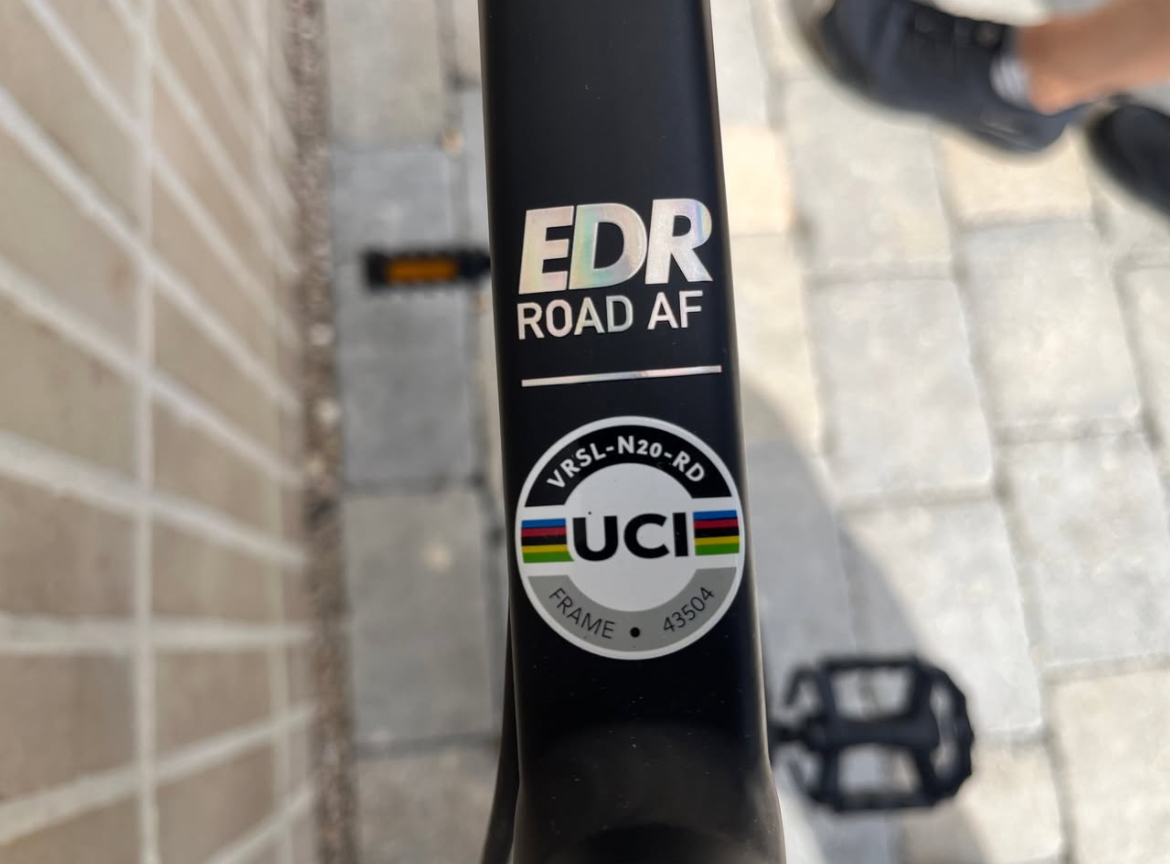 EDR
ROAD AF
VRSL-N20-RD
UCI
FRAME • 43504